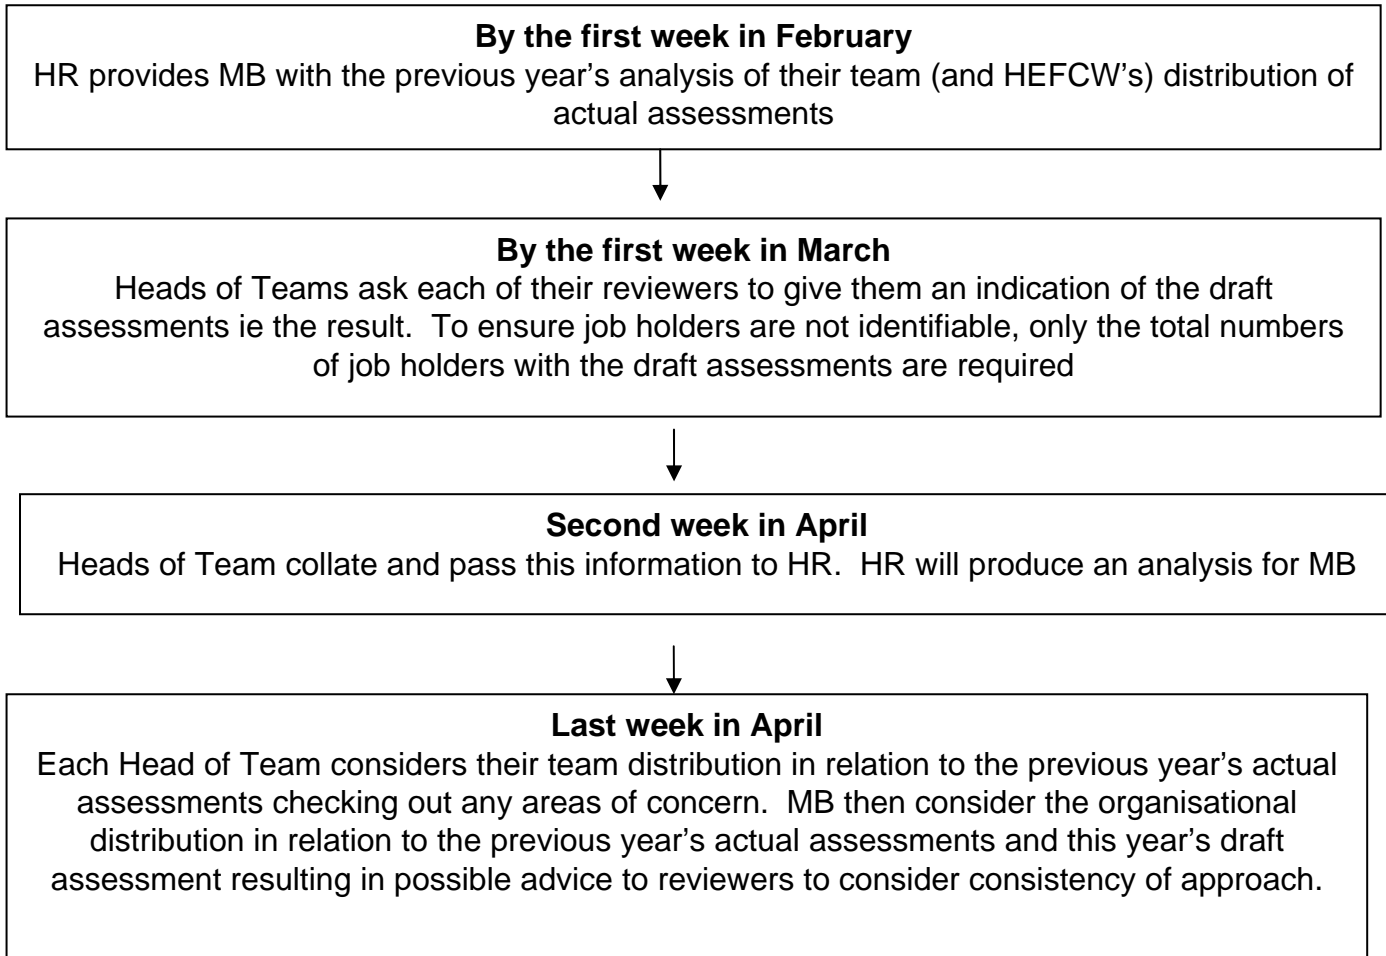 By the first week in February
HR provides MB with the previous year’s analysis of their team (and HEFCW’s) distribution of
actual assessments
By the first week in March
Heads of Teams ask each of their reviewers to give them an indication of the draft
assessments ie the result.  To ensure job holders are not identifiable, only the total numbers
of job holders with the draft assessments are required
Second week in April
Heads of Team collate and pass this information to HR.  HR will produce an analysis for MB
Last week in April
Each Head of Team considers their team distribution in relation to the previous year’s actual
assessments checking out any areas of concern.  MB then consider the organisational
distribution in relation to the previous year’s actual assessments and this year’s draft
assessment resulting in possible advice to reviewers to consider consistency of approach.